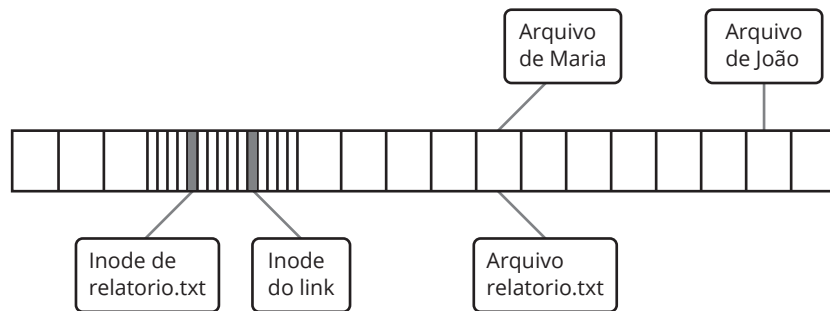 Arquivo
de Maria
Arquivo
de João
Inode de
relatorio.txt
Inode
do link
Arquivo
relatorio.txt